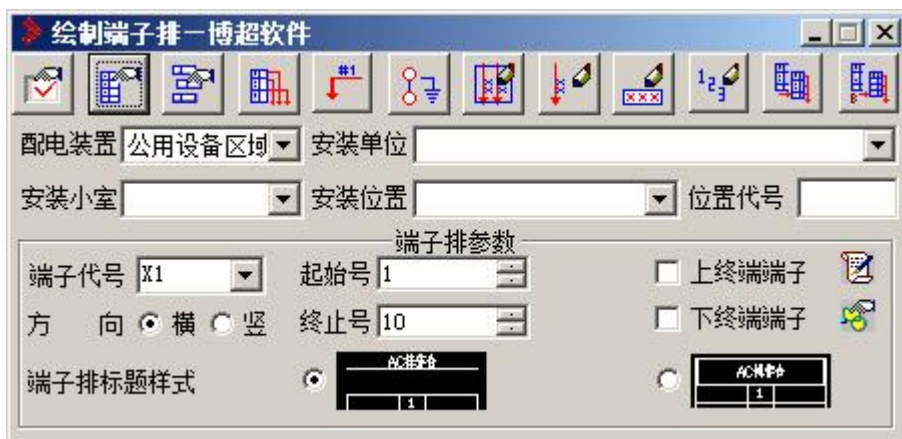 绘制端子排－博超软件
#1
1 2 3
配电装置 公用设备区域 安装单位
安装小室 安装位置 位置代号
端子排参数
端子代号 X1 起始号 1 上终端端子
方 向 横 竖 终止号 10 下终端端子
端子排标题样式
1
1